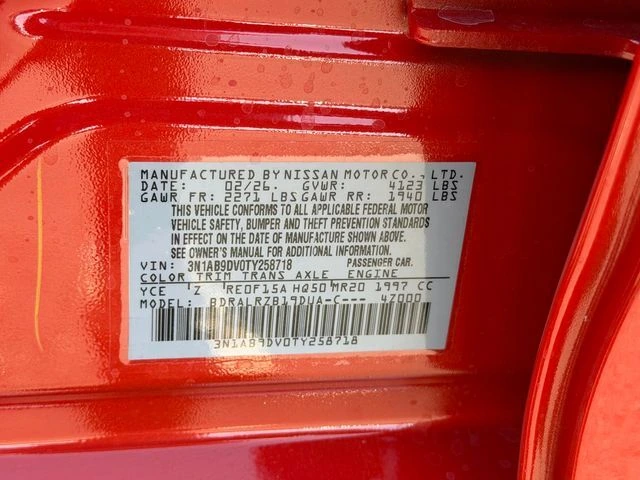 MANUFACTURED BY NISSAN MOTOR CO., LTD.
DATE: 02/26. GVWR: 4123 LBS
GAWR FR: 2271 LBS GAWR RR: 1940 LBS
THIS VEHICLE CONFORMS TO ALL APPLICABLE FEDERAL MOTOR
VEHICLE SAFETY, BUMPER AND THEFT PREVENTION STANDARDS
IN EFFECT ON THE DATE OF MANUFACTURE SHOWN ABOVE.
SEE OWNER'S MANUAL FOR ADDITIONAL INFORMATION
VIN: 3N1AB9DV0TY258718 PASSENGER CAR.
COLOR TRIM TRANS AXLE ENGINE
YCE Z RE0F15A HQ50 MR20 1997 CC
MODEL: BDRALRZB19DUA-C--- 47000
3N1AB9DV0TY258718